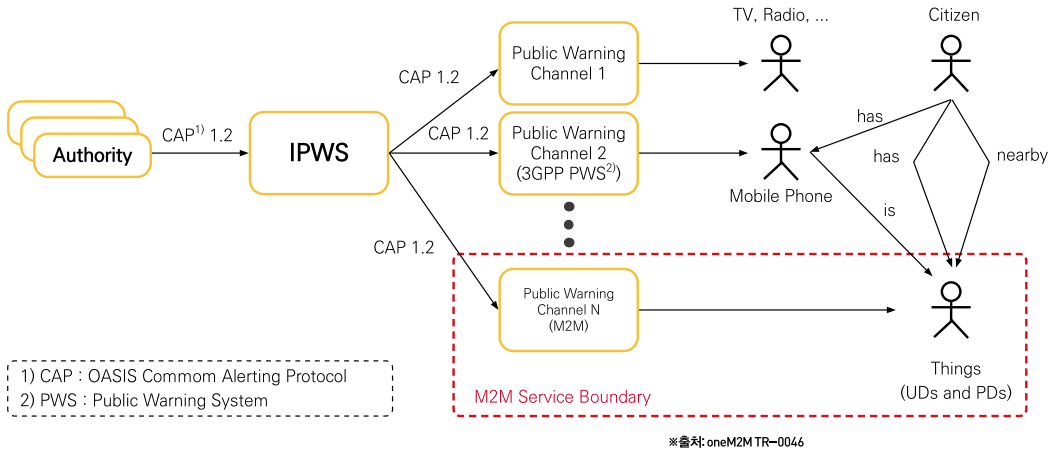 TV, Radio, ...
Citizen
Public Warning
Channel 1
CAP 1.2
has
CAP¹⁾ 1.2
CAP 1.2
Public Warning
Channel 2
(3GPP PWS²⁾)
Authority
IPWS
has
nearby
Mobile Phone
is
CAP 1.2
Public Warning
Channel N
(M2M)
Things
(UDs and PDs)
1) CAP : OASIS Commom Alerting Protocol
2) PWS : Public Warning System
M2M Service Boundary
※출처: oneM2M TR-0046